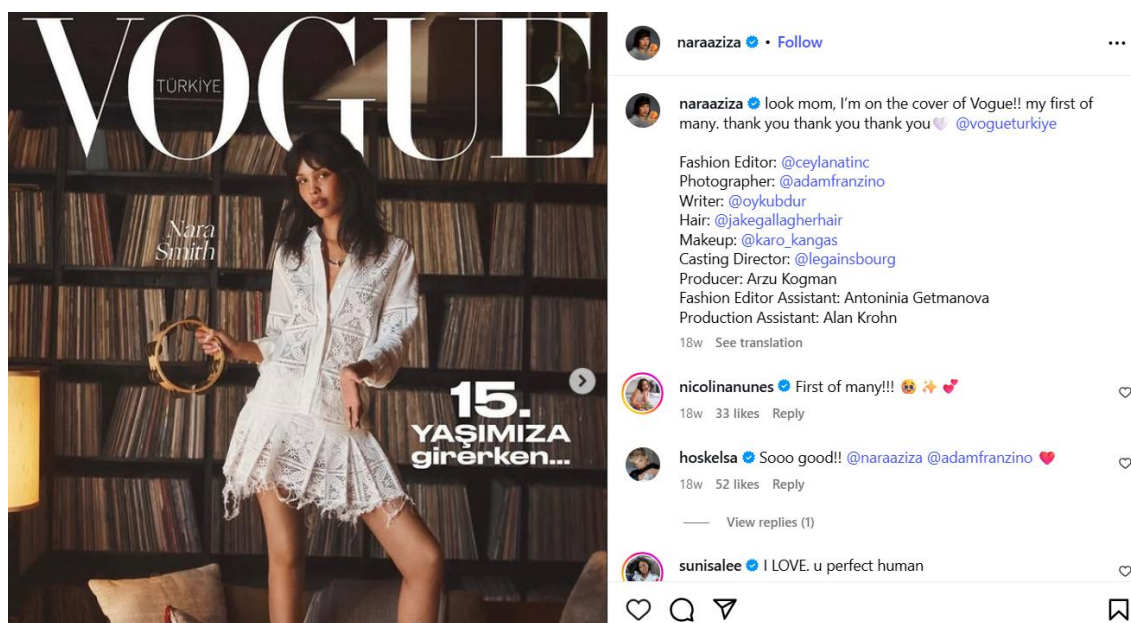 VOGUE
TÜRKİYE
Nara
Smith
15.
YAŞIMIZA
girerken...
naraaziza • Follow
naraaziza look mom, I'm on the cover of Vogue!! my first of
many. thank you thank you thank you🤍 @vogueturkiye
Fashion Editor: @ceylanatinc
Photographer: @adamfranzino
Writer: @oykubdur
Hair: @jakegallagherhair
Makeup: @karo_kangas
Casting Director: @legainsbourg
Producer: Arzu Kogman
Fashion Editor Assistant: Antoninia Getmanova
Production Assistant: Alan Krohn
18w See translation
nicolinanunes First of many!!! 🥹 ✨ 💕
18w 33 likes Reply
hoskelsa Sooo good!! @naraaziza @adamfranzino ❤️
18w 52 likes Reply
View replies (1)
sunisalee I LOVE. u perfect human